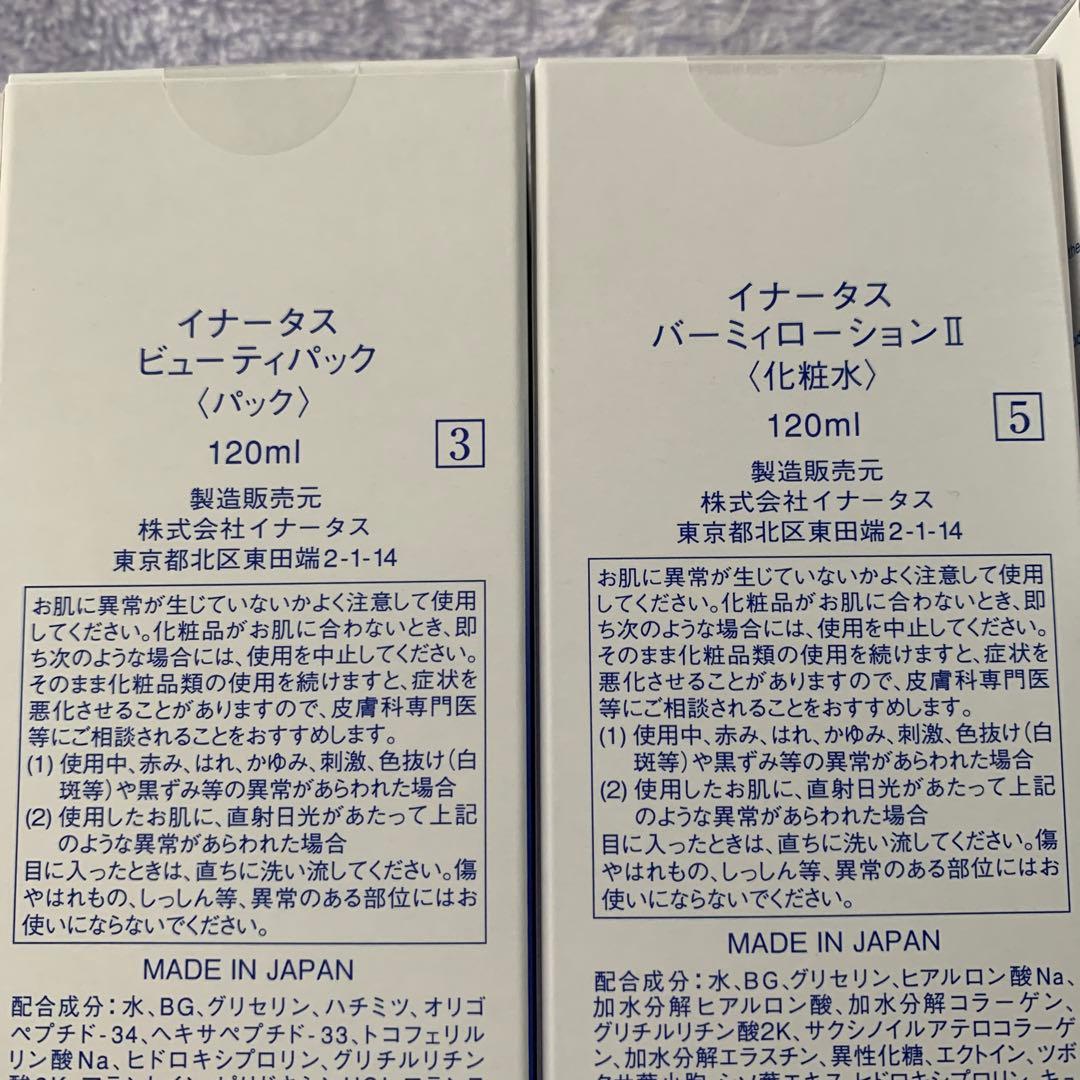 イナータス
ビューティパック
〈パック〉
120ml
3
製造販売元
株式会社イナータス
東京都北区東田端2-1-14
お肌に異常が生じていないかよく注意して使用
してください。化粧品がお肌に合わないとき、即
ち次のような場合には、使用を中止してください。
そのまま化粧品類の使用を続けますと、症状を
悪化させることがありますので、皮膚科専門医
等にご相談されることをおすすめします。
(1) 使用中、赤み、はれ、かゆみ、刺激、色抜け(白
斑等)や黒ずみ等の異常があらわれた場合
(2) 使用したお肌に、直射日光があたって上記
のような異常があらわれた場合
目に入ったときは、直ちに洗い流してください。傷
やはれもの、しっしん等、異常のある部位にはお
使いにならないでください。
MADE IN JAPAN
配合成分：水、BG、グリセリン、ハチミツ、オリゴ
ペプチド-34、ヘキサペプチド-33、トコフェリル
リン酸Na、ヒドロキシプロリン、グリチルリチン
イナータス
バーミィローションⅡ
〈化粧水〉
120ml
5
製造販売元
株式会社イナータス
東京都北区東田端2-1-14
お肌に異常が生じていないかよく注意して使用
してください。化粧品がお肌に合わないとき、即
ち次のような場合には、使用を中止してください。
そのまま化粧品類の使用を続けますと、症状を
悪化させることがありますので、皮膚科専門医
等にご相談されることをおすすめします。
(1) 使用中、赤み、はれ、かゆみ、刺激、色抜け(白
斑等)や黒ずみ等の異常があらわれた場合
(2) 使用したお肌に、直射日光があたって上記
のような異常があらわれた場合
目に入ったときは、直ちに洗い流してください。傷
やはれもの、しっしん等、異常のある部位にはお
使いにならないでください。
MADE IN JAPAN
配合成分：水、BG、グリセリン、ヒアルロン酸Na、
加水分解ヒアルロン酸、加水分解コラーゲン、
グリチルリチン酸2K、サクシノイルアテロコラーゲ
ン、加水分解エラスチン、異性化糖、エクトイン、ツボ